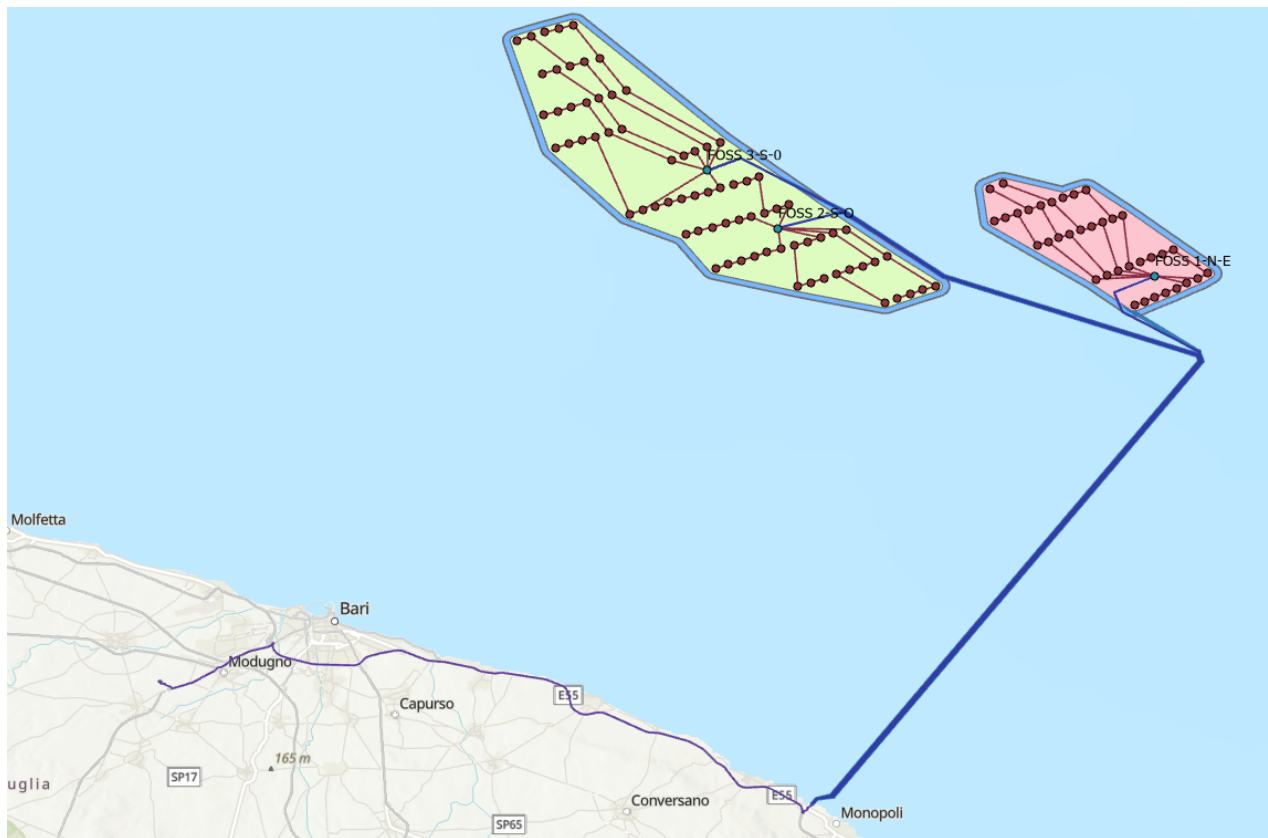 FOSS 3-S-0
FOSS 2-S-O
FOSS 1-N-E
Molfetta
Bari
Modugno
E55
Capurso
165 m
SP17
uglia
Conversano
E55
Monopoli
SP65